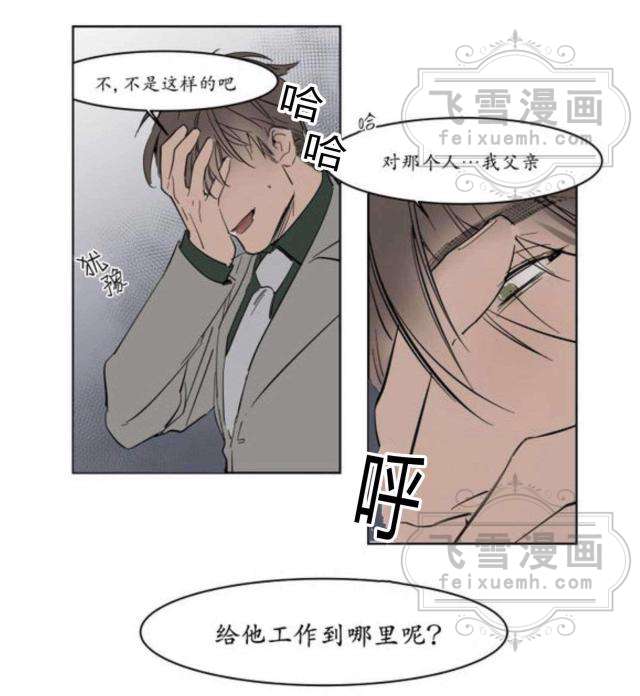 不,不是这样的吧
哈
哈
哈
飞雪漫画
feixuemh.com
对那个人…我父亲
犹
豫
呼
飞雪漫画
feixuemh.com
给他工作到哪里呢?